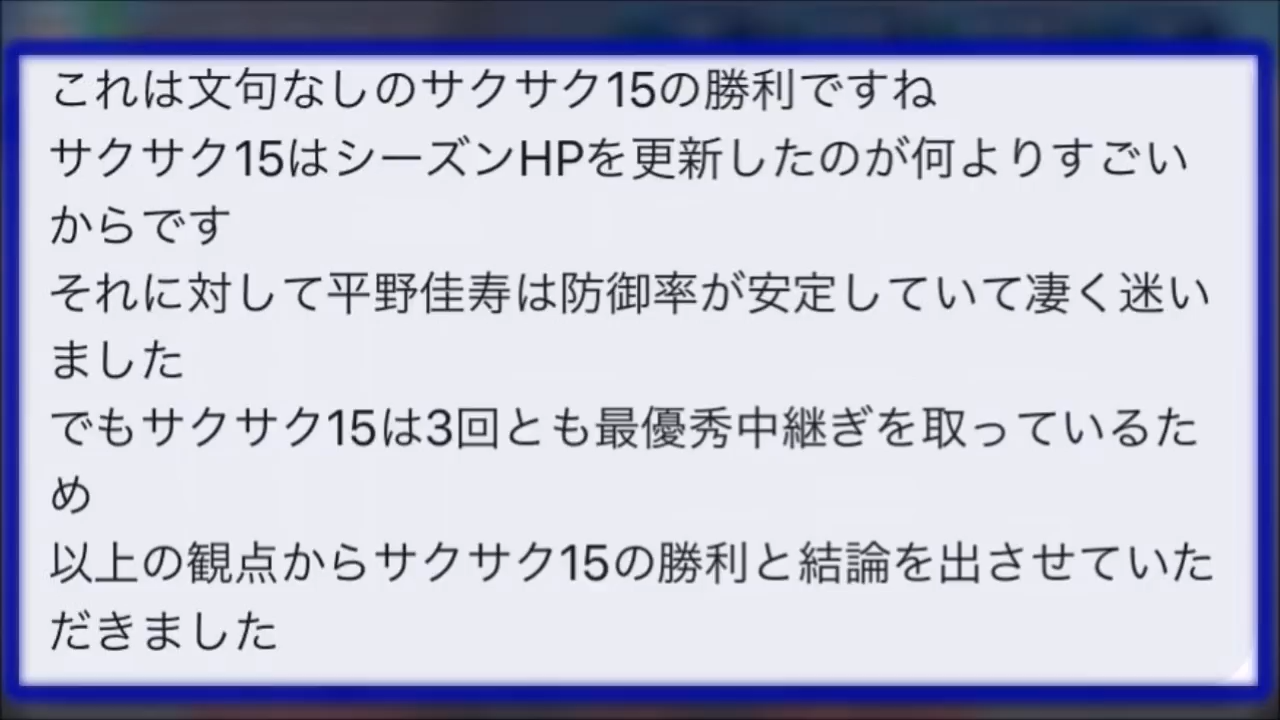 これは文句なしのサクサク15の勝利ですね
サクサク15はシーズンHPを更新したのが何よりすごい
からです
それに対して平野佳寿は防御率が安定していて凄く迷い
ました
でもサクサク15は3回とも最優秀中継ぎを取っているた
め
以上の観点からサクサク15の勝利と結論を出させていた
だきました